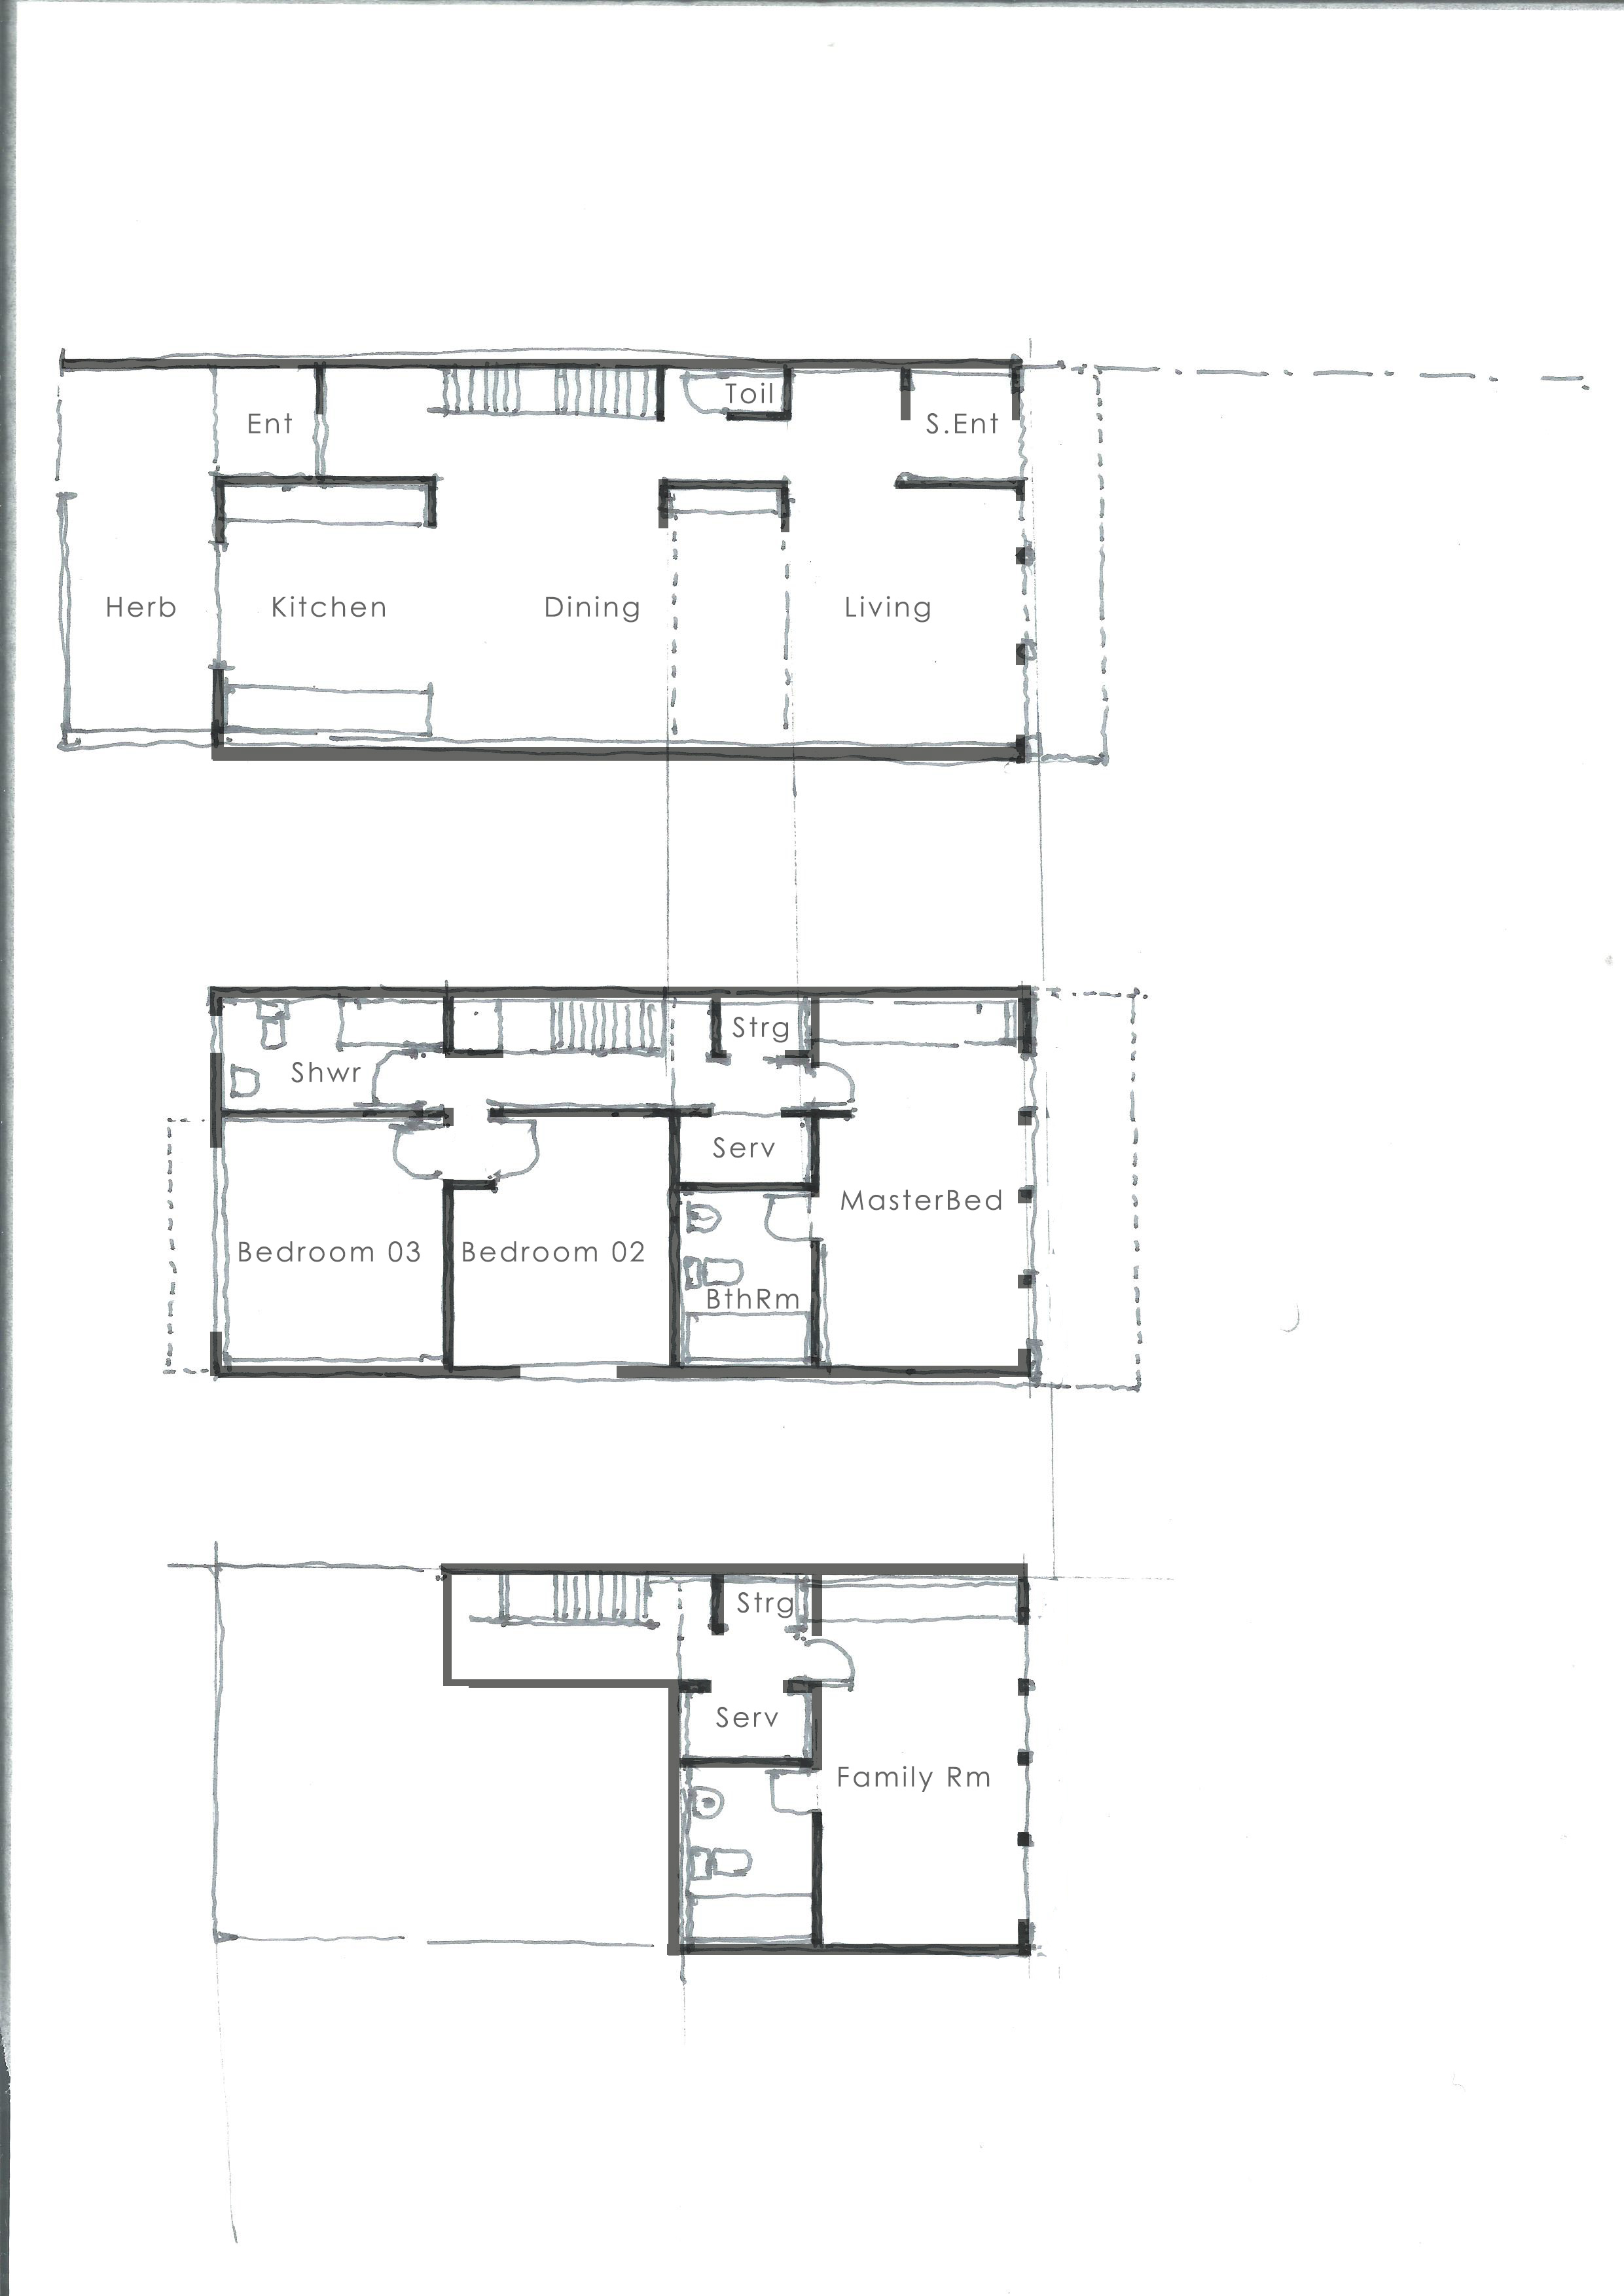 Toil
Ent
S.Ent
Herb
Kitchen
Dining
Living
Strg
Shwr
Serv
MasterBed
Bedroom 03
Bedroom 02
BthRm
Strg
Serv
Family Rm